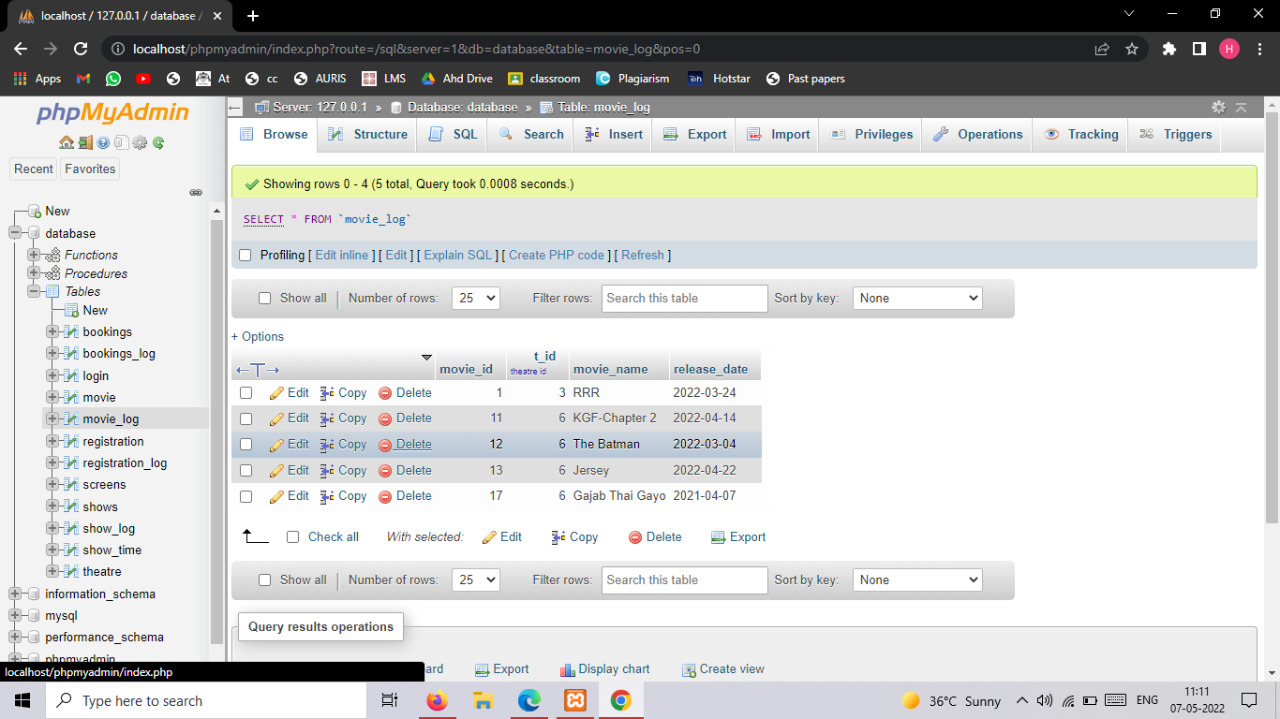 localhost / 127.0.0.1 / database /
localhost/phpmyadmin/index.php?route=/sql&server=1&db=database&table=movie_log&pos=0
H
Apps At cc AURIS LMS Ahd Drive classroom Plagiarism Hotstar Past papers
phpMyAdmin
Recent Favorites
New
database
Functions
Procedures
Tables
New
bookings
bookings_log
login
movie
movie_log
registration
registration_log
screens
shows
show_log
show_time
theatre
information_schema
mysql
performance_schema
phpmyadmin
localhost/phpmyadmin/index.php
Server: 127.0.0.1 » Database: database » Table: movie_log
Browse Structure SQL Search Insert Export Import Privileges Operations Tracking Triggers
Showing rows 0 - 4 (5 total, Query took 0.0008 seconds.)
SELECT * FROM `movie_log`
Profiling [ Edit inline ] [ Edit ] [ Explain SQL ] [ Create PHP code ] [ Refresh ]
Show all Number of rows: 25 Filter rows: Search this table Sort by key: None
+ Options
movie_id t_id movie_name release_date
theatre id
Edit Copy Delete 1 3 RRR 2022-03-24
Edit Copy Delete 11 6 KGF-Chapter 2 2022-04-14
Edit Copy Delete 12 6 The Batman 2022-03-04
Edit Copy Delete 13 6 Jersey 2022-04-22
Edit Copy Delete 17 6 Gajab Thai Gayo 2021-04-07
Check all With selected: Edit Copy Delete Export
Show all Number of rows: 25 Filter rows: Search this table Sort by key: None
Query results operations
ard Export Display chart Create view
Type here to search
36°C Sunny
ENG
11:11
07-05-2022